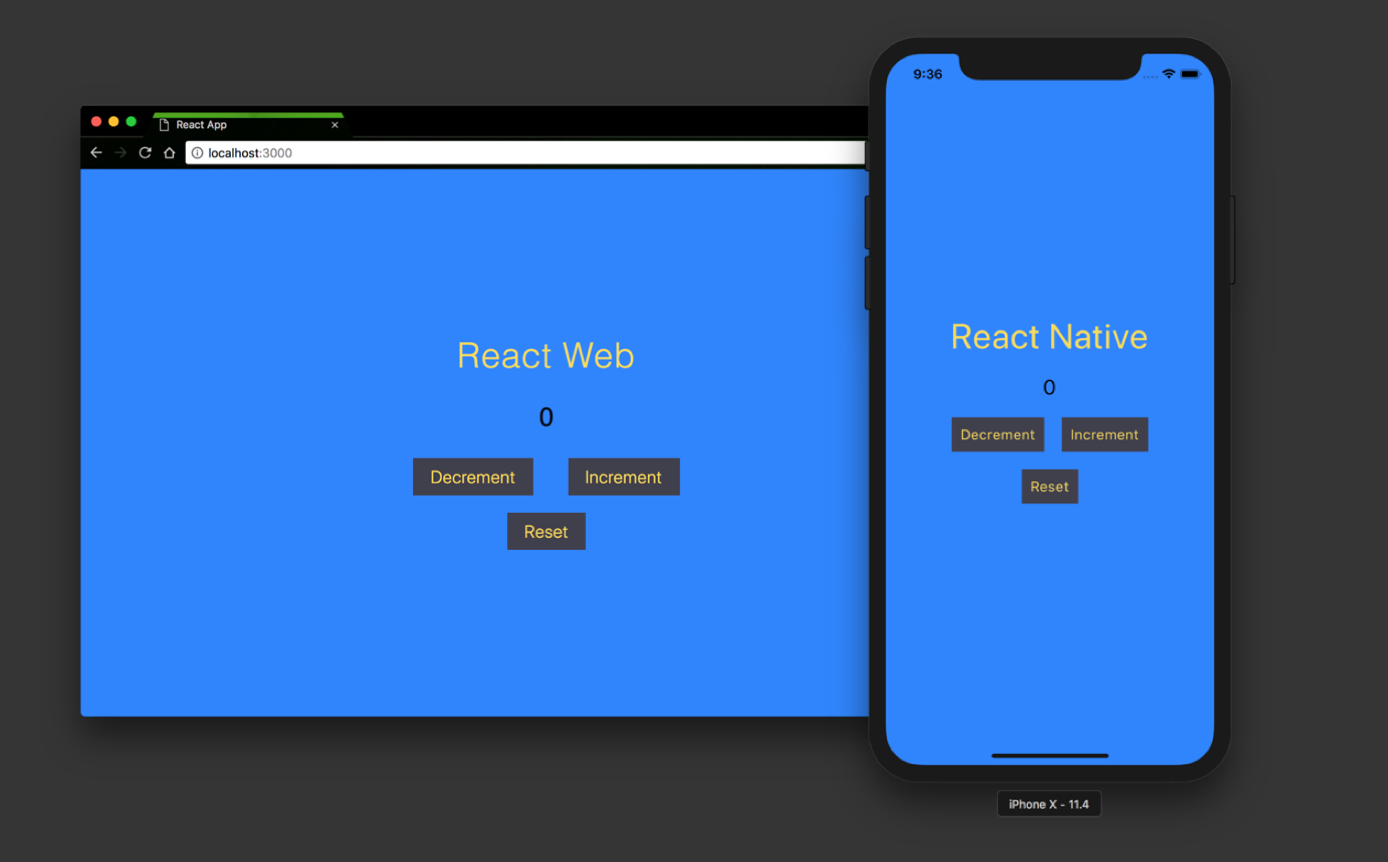 React App
localhost:3000
React Web
0
Decrement Increment
Reset
9:36
React Native
0
Decrement Increment
Reset
iPhone X - 11.4